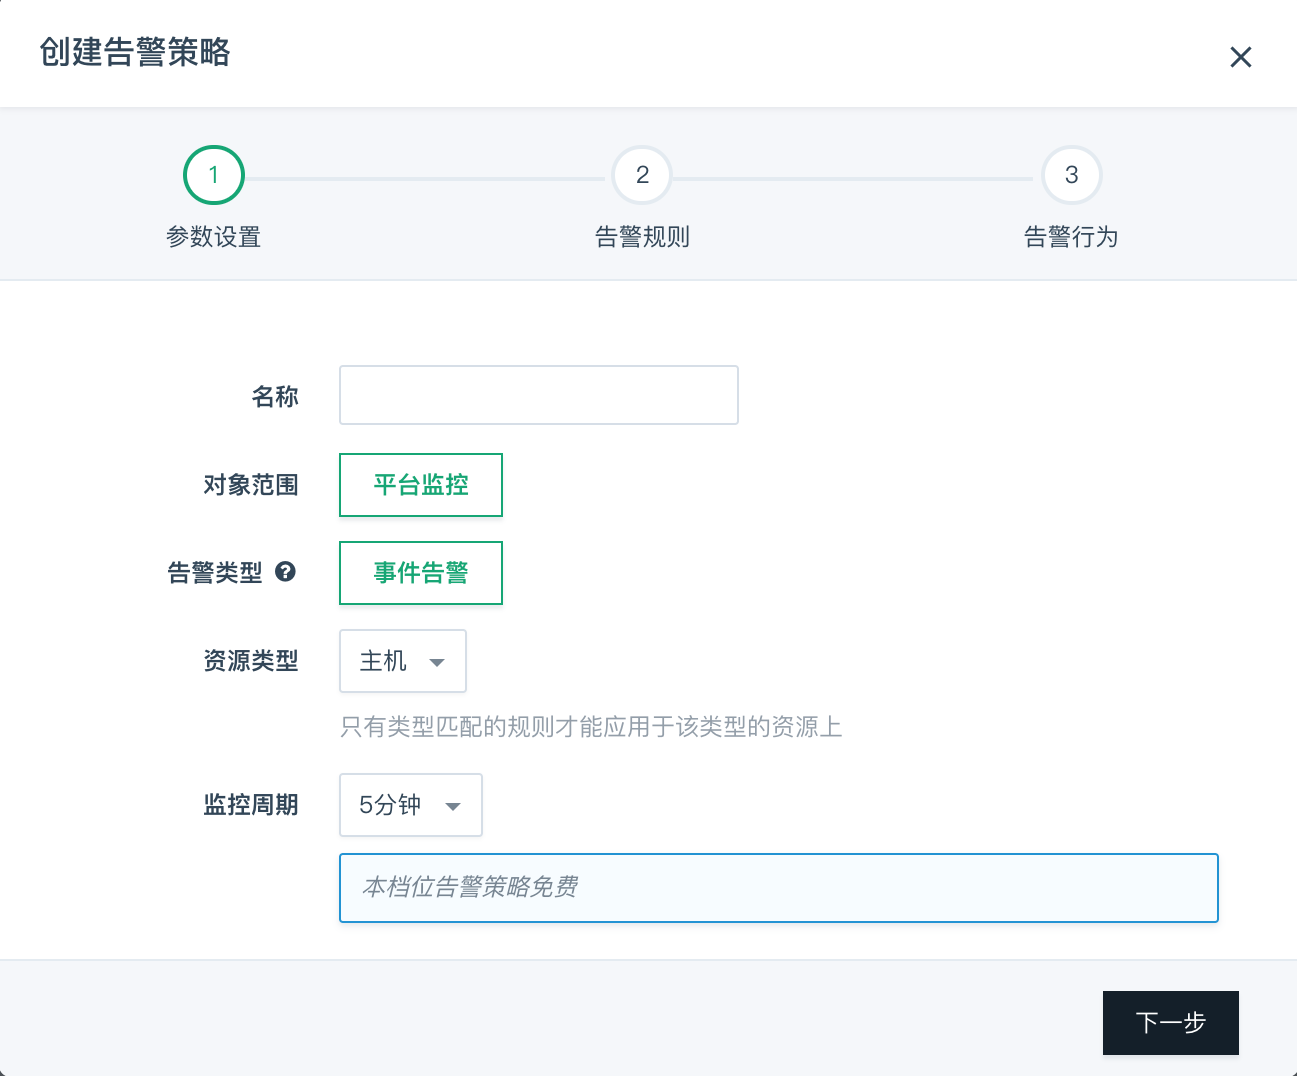 创建告警策略
1
2
3
参数设置
告警规则
告警行为
名称
对象范围
平台监控
告警类型
事件告警
资源类型
主机
只有类型匹配的规则才能应用于该类型的资源上
监控周期
5分钟
本档位告警策略免费
下一步